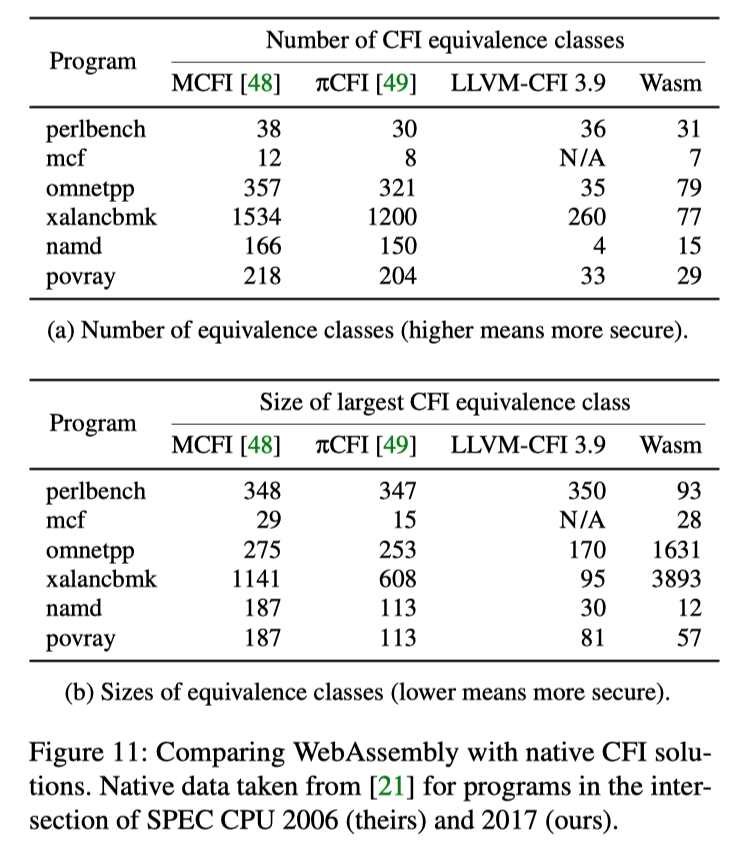 Number of CFI equivalence classes
Program
MCFI [48] πCFI [49] LLVM-CFI 3.9 Wasm
perlbench 38 30 36 31
mcf 12 8 N/A 7
omnetpp 357 321 35 79
xalancbmk 1534 1200 260 77
namd 166 150 4 15
povray 218 204 33 29
(a) Number of equivalence classes (higher means more secure).
Size of largest CFI equivalence class
Program
MCFI [48] πCFI [49] LLVM-CFI 3.9 Wasm
perlbench 348 347 350 93
mcf 29 15 N/A 28
omnetpp 275 253 170 1631
xalancbmk 1141 608 95 3893
namd 187 113 30 12
povray 187 113 81 57
(b) Sizes of equivalence classes (lower means more secure).
Figure 11: Comparing WebAssembly with native CFI solu-
tions. Native data taken from [21] for programs in the inter-
section of SPEC CPU 2006 (theirs) and 2017 (ours).